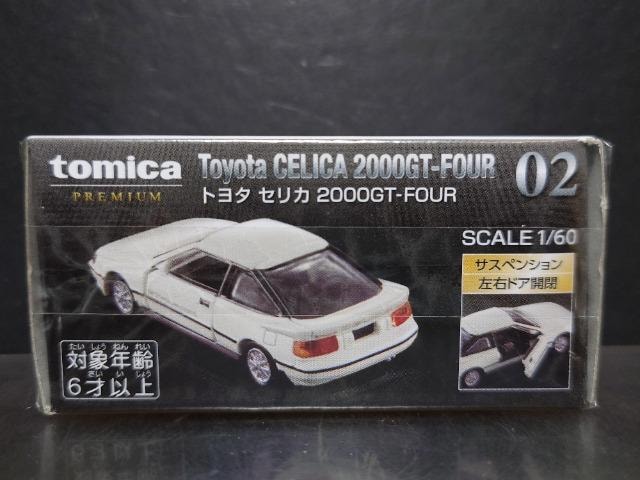 tomica
PREMIUM
Toyota CELICA 2000GT-FOUR
トヨタ セリカ 2000GT-FOUR
02
SCALE 1/60
サスペンション
左右ドア開閉
たい しょう ねん れい
対象年齢
さい い じょう
6才以上